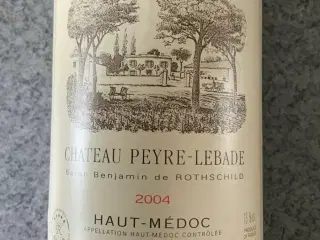 CHATEAU PEYRE-LEBADE
Baron Benjamin de ROTHSCHILD
2004
HAUT-MÉDOC
APPELLATION HAUT-MÉDOC CONTRÔLÉE